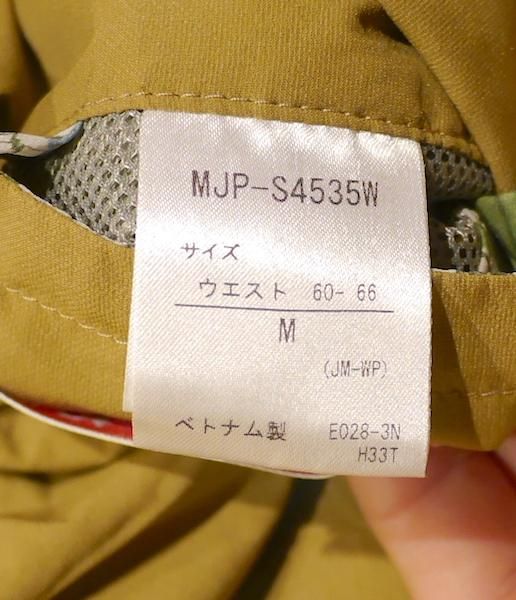 MJP-S4535W
サイズ
ウエスト 60- 66
M
(JM-WP)
ベトナム製 E028-3N
H33T